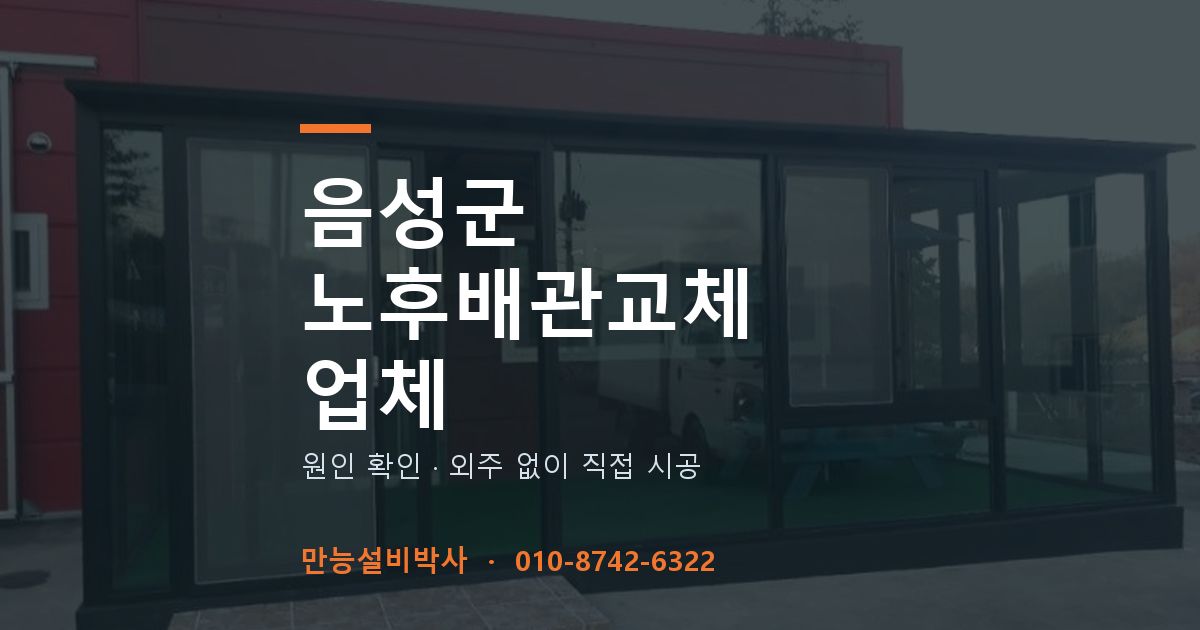 음성군
노후배관교체
업체
원인 확인 · 외주 없이 직접 시공
만능설비박사 · 010-8742-6322